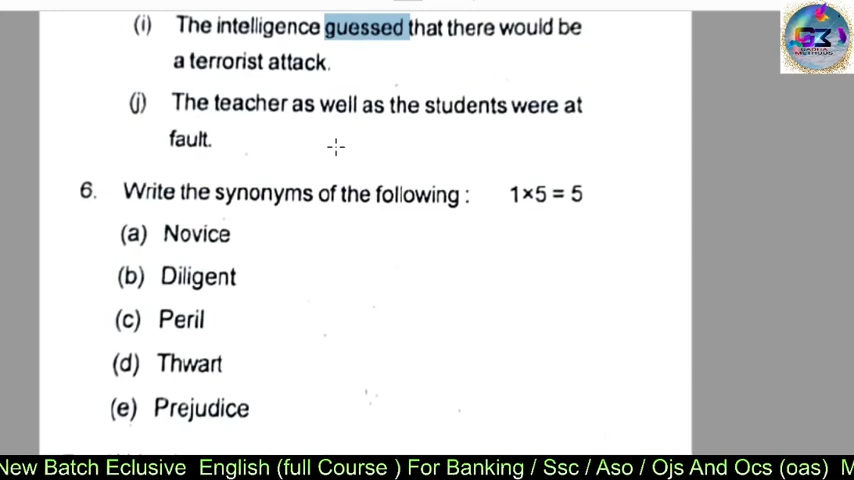 (i) The intelligence guessed that there would be
a terrorist attack.
(j) The teacher as well as the students were at
fault.
6. Write the synonyms of the following : 1×5 = 5
(a) Novice
(b) Diligent
(c) Peril
(d) Thwart
(e) Prejudice
New Batch Eclusive English (full Course ) For Banking / Ssc / Aso / Ojs And Ocs (oas) M